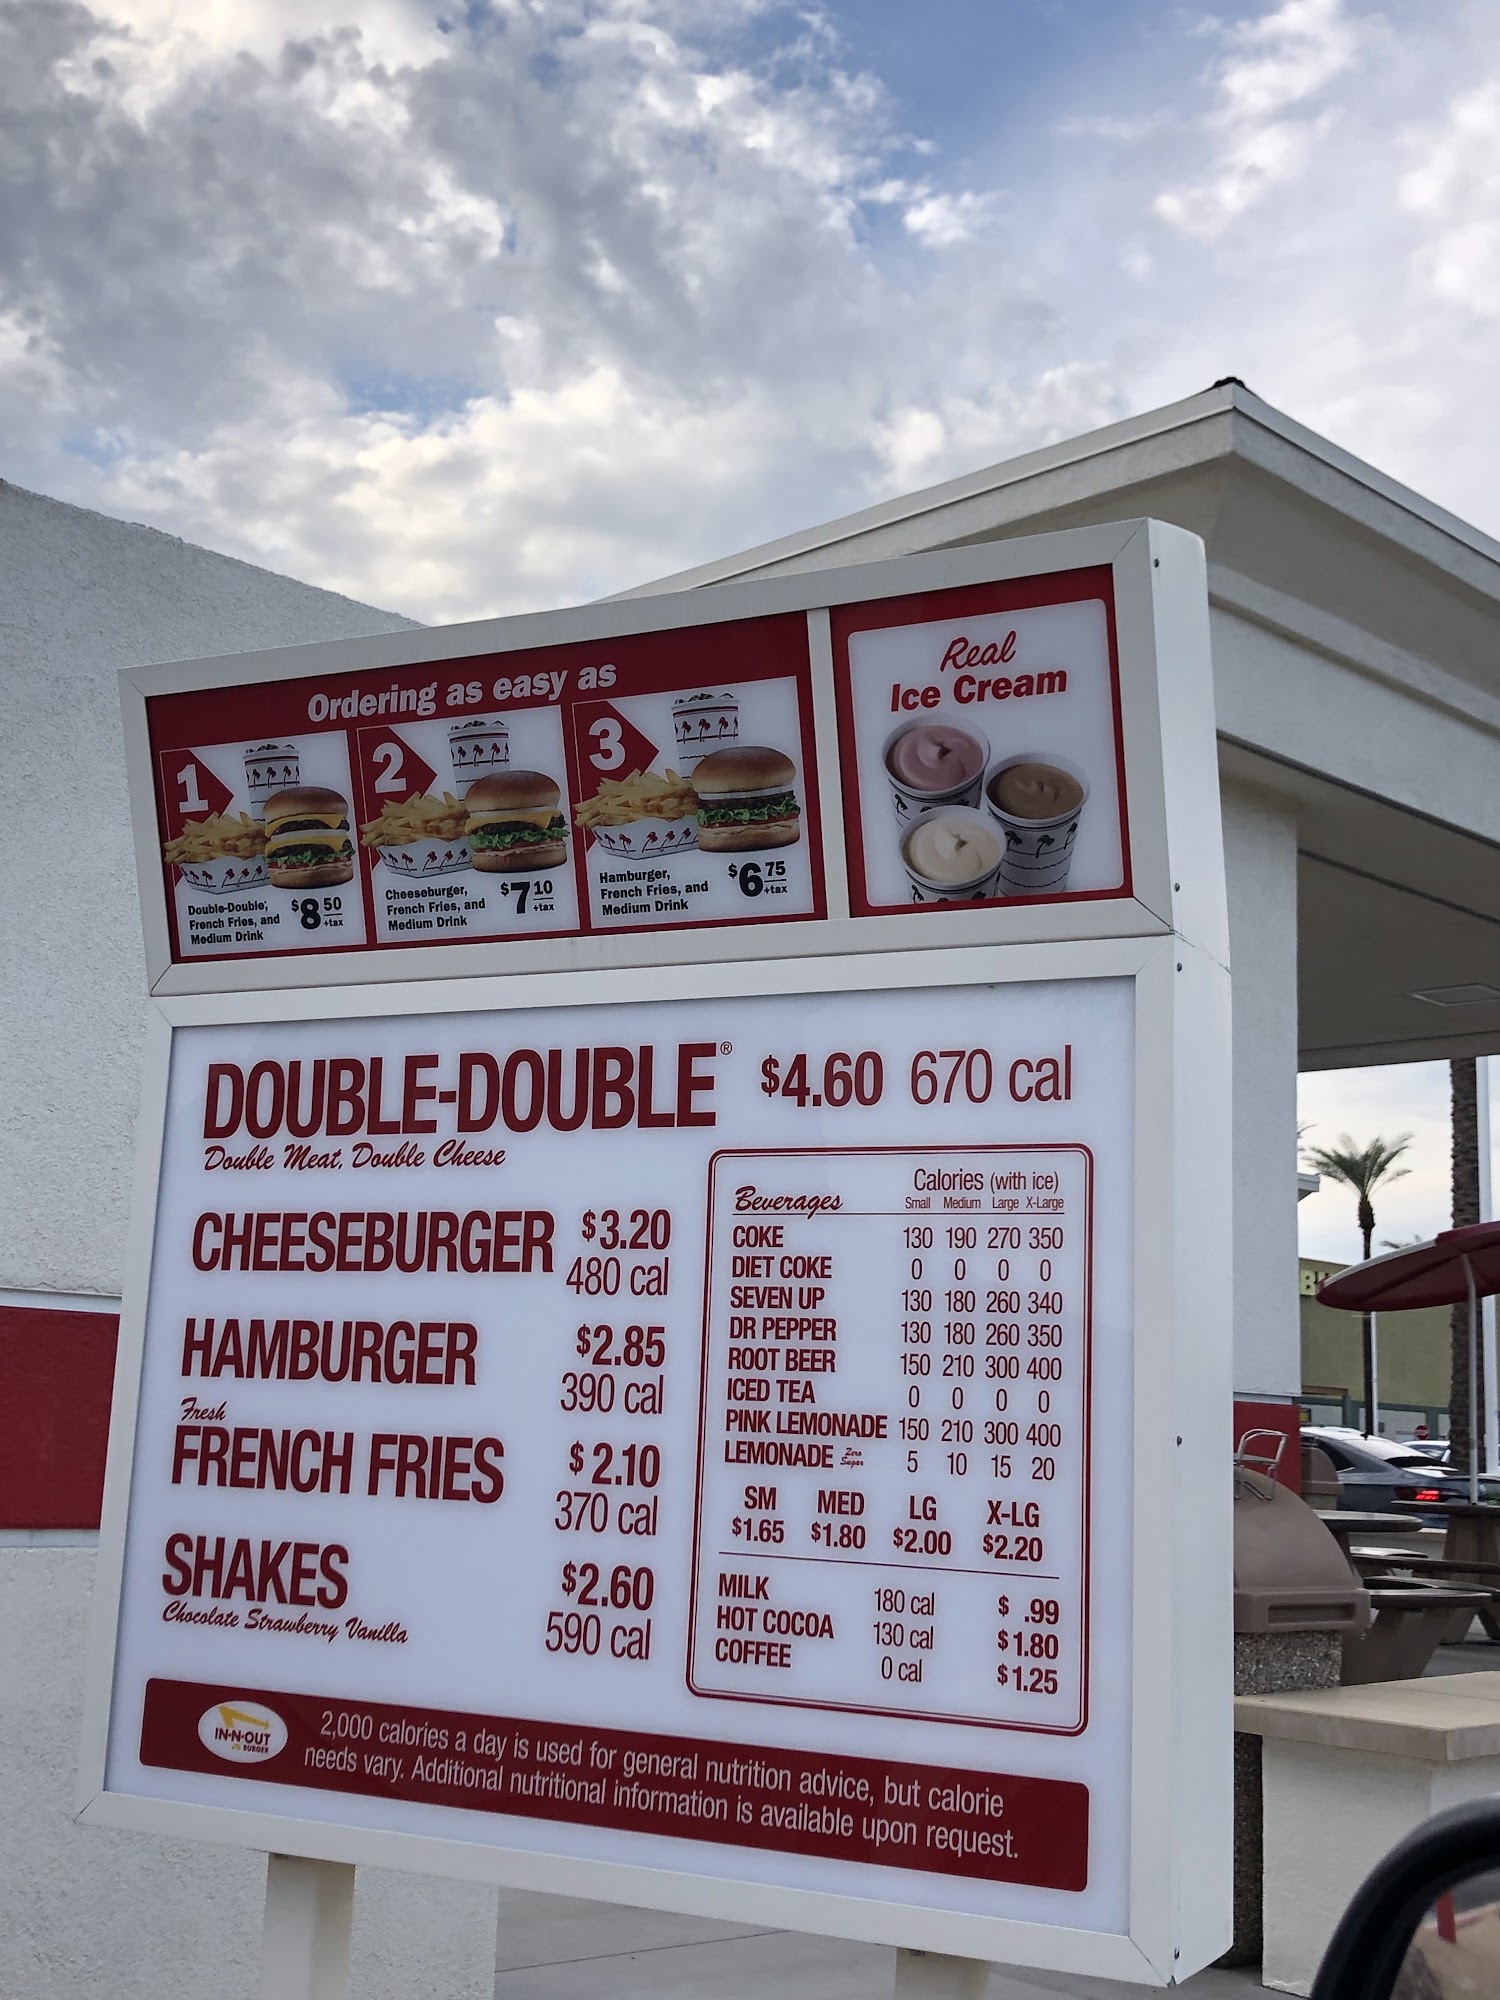 Ordering as easy as
1
Double-Double®,
French Fries, and
Medium Drink
$8 50
+tax
2
Cheeseburger,
French Fries, and
Medium Drink
$7 10
+tax
3
Hamburger,
French Fries, and
Medium Drink
$6 75
+tax
Real
Ice Cream
DOUBLE-DOUBLE® $4.60 670 cal
Double Meat, Double Cheese
CHEESEBURGER $3.20
480 cal
HAMBURGER $2.85
390 cal
Fresh
FRENCH FRIES $2.10
370 cal
SHAKES $2.60
Chocolate Strawberry Vanilla 590 cal
Beverages Calories (with ice)
Small Medium Large X-Large
COKE 130 190 270 350
DIET COKE 0 0 0 0
SEVEN UP 130 180 260 340
DR PEPPER 130 180 260 350
ROOT BEER 150 210 300 400
ICED TEA 0 0 0 0
PINK LEMONADE 150 210 300 400
LEMONADE Zero Sugar 5 10 15 20
SM MED LG X-LG
$1.65 $1.80 $2.00 $2.20
MILK 180 cal $ .99
HOT COCOA 130 cal $1.80
COFFEE 0 cal $1.25
IN-N-OUT
BURGER
2,000 calories a day is used for general nutrition advice, but calorie
needs vary. Additional nutritional information is available upon request.